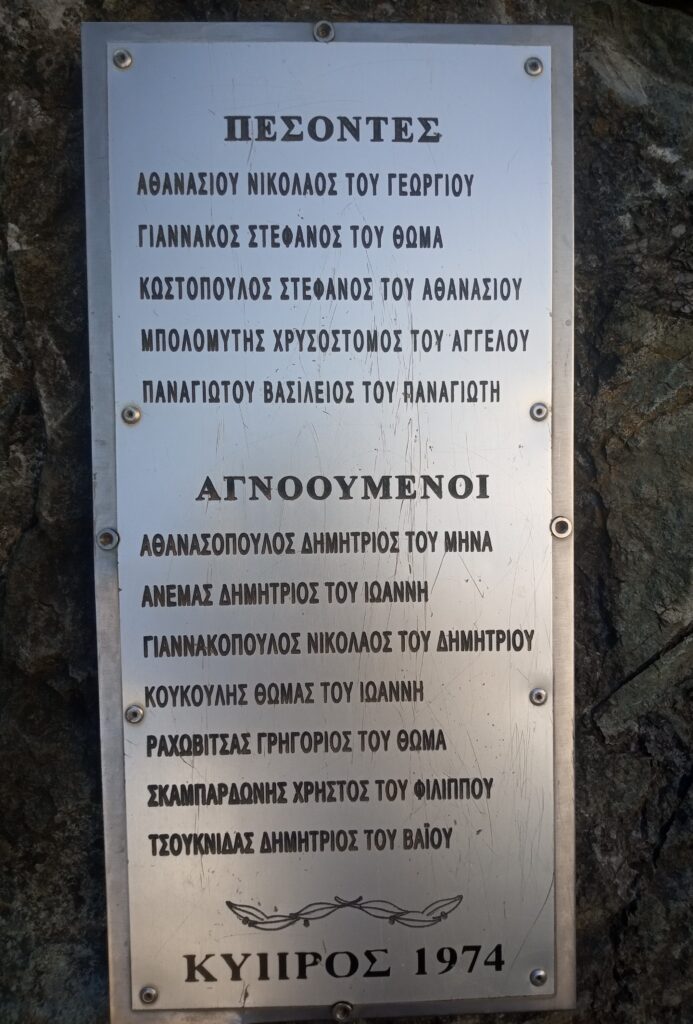 ΠΕΣΟΝΤΕΣ
ΑΘΑΝΑΣΙΟΥ ΝΙΚΟΛΑΟΣ ΤΟΥ ΓΕΩΡΓΙΟΥ
ΓΙΑΝΝΑΚΟΣ ΣΤΕΦΑΝΟΣ ΤΟΥ ΘΩΜΑ
ΚΩΣΤΟΠΟΥΛΟΣ ΣΤΕΦΑΝΟΣ ΤΟΥ ΑΘΑΝΑΣΙΟΥ
ΜΠΟΛΟΜΥΤΗΣ ΧΡΥΣΟΣΤΟΜΟΣ ΤΟΥ ΑΓΓΕΛΟΥ
ΠΑΝΑΓΙΩΤΟΥ ΒΑΣΙΛΕΙΟΣ ΤΟΥ ΠΑΝΑΓΙΩΤΗ
ΑΓΝΟΟΥΜΕΝΟΙ
ΑΘΑΝΑΣΟΠΟΥΛΟΣ ΔΗΜΗΤΡΙΟΣ ΤΟΥ ΜΗΝΑ
ΑΝΕΜΑΣ ΔΗΜΗΤΡΙΟΣ ΤΟΥ ΙΩΑΝΝΗ
ΓΙΑΝΝΑΚΟΠΟΥΛΟΣ ΝΙΚΟΛΑΟΣ ΤΟΥ ΔΗΜΗΤΡΙΟΥ
ΚΟΥΚΟΥΛΗΣ ΘΩΜΑΣ ΤΟΥ ΙΩΑΝΝΗ
ΡΑΧΩΒΙΤΣΑΣ ΓΡΗΓΟΡΙΟΣ ΤΟΥ ΘΩΜΑ
ΣΚΑΜΠΑΡΔΩΝΗΣ ΧΡΗΣΤΟΣ ΤΟΥ ΦΙΛΙΠΠΟΥ
ΤΣΟΥΚΝΙΔΑΣ ΔΗΜΗΤΡΙΟΣ ΤΟΥ ΒΑΪΟΥ
ΚΥΠΡΟΣ 1974